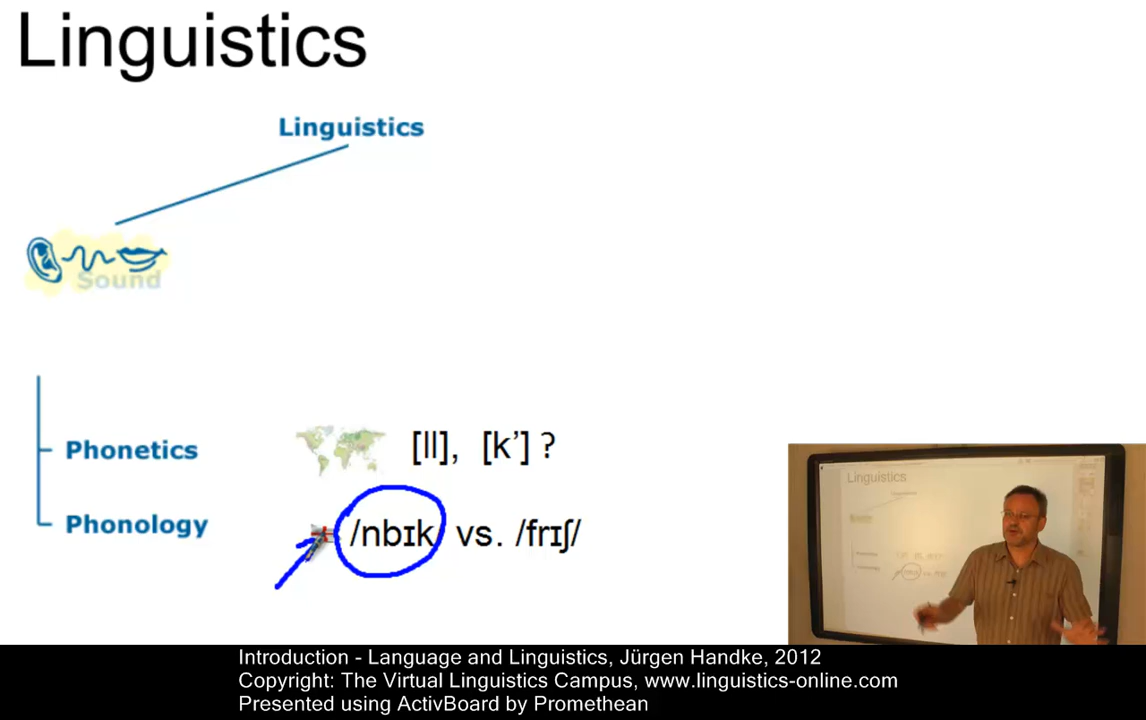 Linguistics
Linguistics
Sound
Phonetics
[ǁ], [k’] ?
Phonology
/nbɪk/ vs. /frɪʃ/
Linguistics
Introduction - Language and Linguistics, Jürgen Handke, 2012
Copyright: The Virtual Linguistics Campus, www.linguistics-online.com
Presented using ActivBoard by Promethean